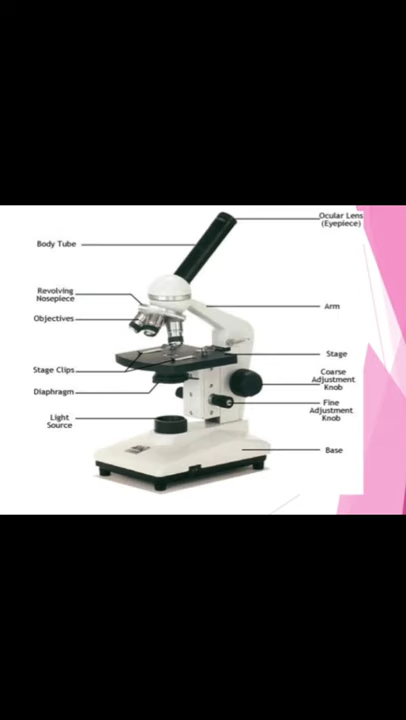 Ocular Lens
(Eyepiece)
Body Tube
Revolving
Nosepiece
Arm
Objectives
Stage
Stage Clips
Coarse
Adjustment
Knob
Diaphragm
Fine
Adjustment
Knob
Light
Source
Base